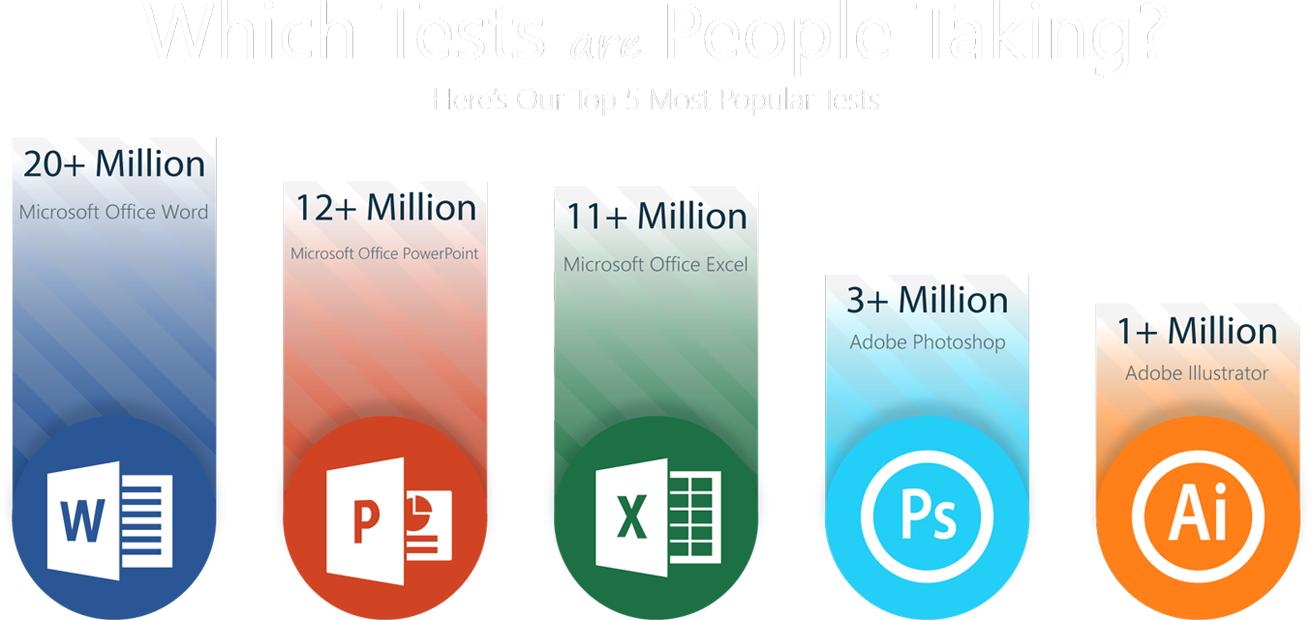 Which Tests are People Taking?
Here's Our Top 5 Most Popular Tests
20+ Million
Microsoft Office Word
W
12+ Million
Microsoft Office PowerPoint
P
11+ Million
Microsoft Office Excel
X
3+ Million
Adobe Photoshop
Ps
1+ Million
Adobe Illustrator
Ai